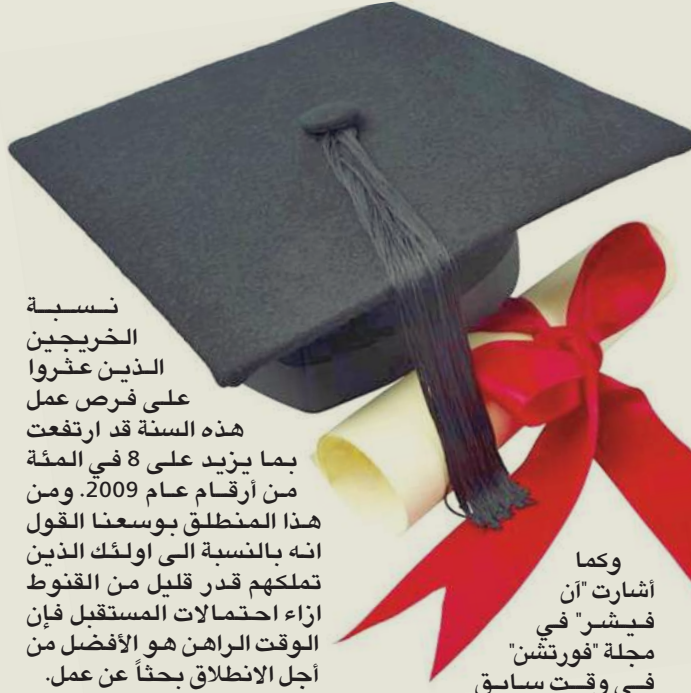 نسبة
الخريجين
الذين عثروا
على فرص عمل
هذه السنة قد ارتفعت
بما يزيد على 8 في المئة
من أرقام عام 2009. ومن
هذا المنطلق بوسعنا القول
انه بالنسبة الى اولئك الذين
تملكهم قدر قليل من القنوط
ازاء احتمالات المستقبل فإن
الوقت الراهن هو الأفضل من
أجل الانطلاق بحثاً عن عمل.
وكما
أشارت "آن
فيشر" في
مجلة "فورتشن"
في وقت سابق